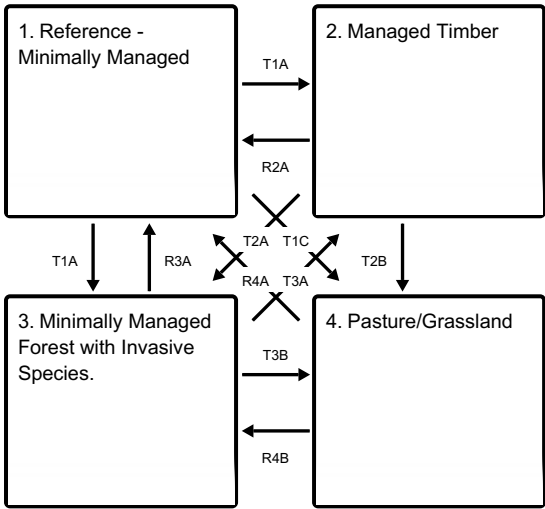 1. Reference -
Minimally Managed
2. Managed Timber
T1A
R2A
T1A
R3A
T2A
T1C
T2B
R4A
T3A
3. Minimally Managed
Forest with Invasive
Species.
4. Pasture/Grassland
T3B
R4B